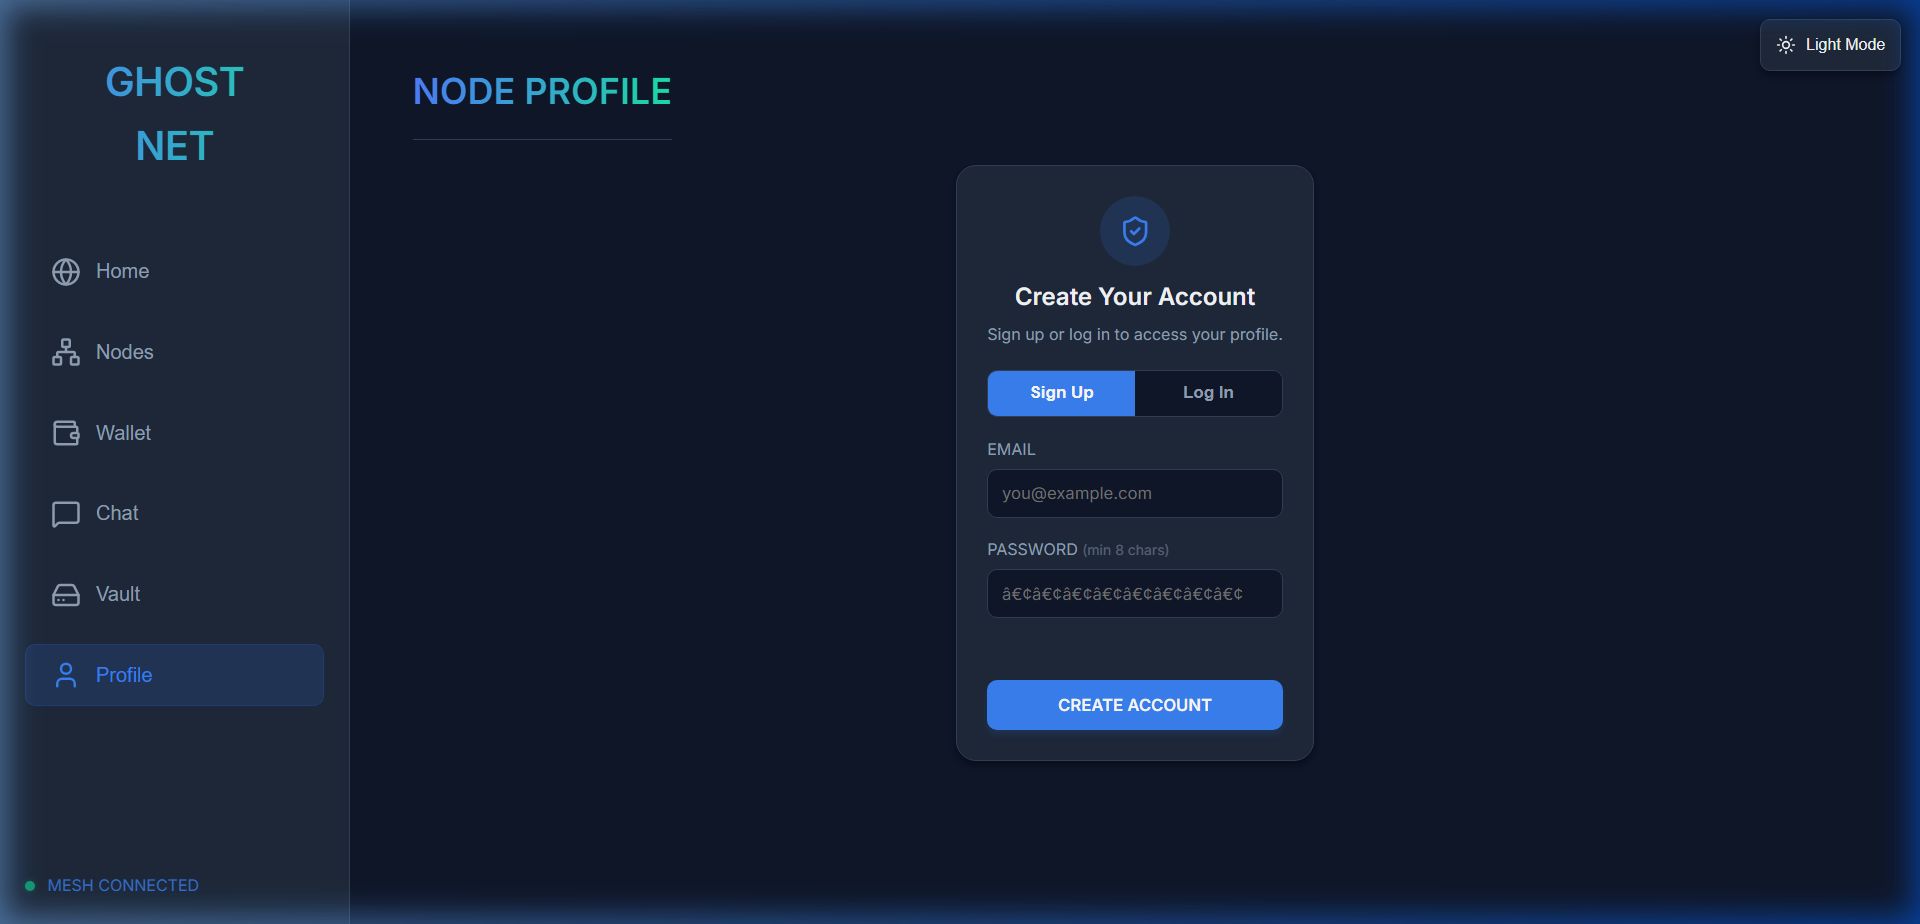 GHOST
NET
Home
Nodes
Wallet
Chat
Vault
Profile
MESH CONNECTED
Light Mode
NODE PROFILE
Create Your Account
Sign up or log in to access your profile.
Sign Up
Log In
EMAIL
you@example.com
PASSWORD (min 8 chars)
••••••••
CREATE ACCOUNT